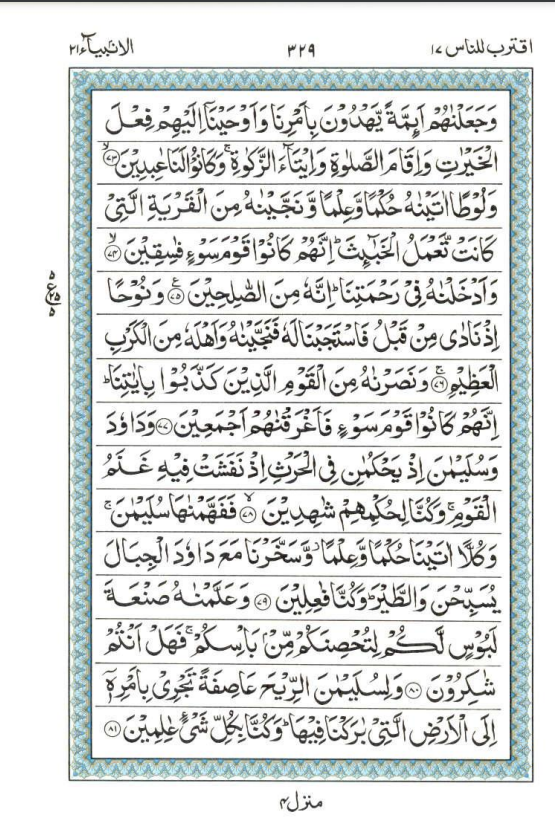 اقترب للناس ١٧
٣٢٩
الانبیآء ٢١
وَجَعَلْنٰهُمْ اَىِٕمَّةً يَّهْدُوْنَ بِاَمْرِنَا وَاَوْحَيْنَآ اِلَيْهِمْ فِعْلَ
الْخَيْرٰتِ وَاِقَامَ الصَّلٰوةِ وَاِيْتَآءَ الزَّكٰوةِ ۚ وَكَانُوْا لَنَا عٰبِدِيْنَ ۙ‏﴿۷۳﴾
وَلُوْطًا اٰتَيْنٰهُ حُكْمًا وَّعِلْمًا وَّنَجَّيْنٰهُ مِنَ الْقَرْيَةِ الَّتِيْ
كَانَتْ تَّعْمَلُ الْخَبٰٓىِٕثَ ؕ اِنَّهُمْ كَانُوْا قَوْمَ سَوْءٍ فٰسِقِيْنَ ۙ‏﴿۷۴﴾
وَاَدْخَلْنٰهُ فِيْ رَحْمَتِنَا ؕ اِنَّهٗ مِنَ الصّٰلِحِيْنَ ﴿۷۵﴾ وَنُوْحًا
اِذْ نَادٰى مِنْ قَبْلُ فَاسْتَجَبْنَا لَهٗ فَنَجَّيْنٰهُ وَاَهْلَهٗ مِنَ الْكَرْبِ
الْعَظِيْمِ ۚ‏﴿۷۶﴾ وَنَصَرْنٰهُ مِنَ الْقَوْمِ الَّذِيْنَ كَذَّبُوْا بِاٰيٰتِنَا ؕ
اِنَّهُمْ كَانُوْا قَوْمَ سَوْءٍ فَاَغْرَقْنٰهُمْ اَجْمَعِيْنَ ﴿۷۷﴾ وَدَاوٗدَ
وَسُلَيْمٰنَ اِذْ يَحْكُمٰنِ فِي الْحَرْثِ اِذْ نَفَشَتْ فِيْهِ غَنَمُ
الْقَوْمِ ۚ وَكُنَّا لِحُكْمِهِمْ شٰهِدِيْنَ ۙ‏﴿۷۸﴾ فَفَهَّمْنٰهَا سُلَيْمٰنَ ۚ
وَكُلًّا اٰتَيْنَا حُكْمًا وَّعِلْمًا ؗ وَّسَخَّرْنَا مَعَ دَاوٗدَ الْجِبَالَ
يُسَبِّحْنَ وَالطَّيْرَ ؕ وَكُنَّا فٰعِلِيْنَ ﴿۷۹﴾ وَعَلَّمْنٰهُ صَنْعَةَ
لَبُوْسٍ لَّكُمْ لِتُحْصِنَكُمْ مِّنْۢ بَاْسِكُمْ ۚ فَهَلْ اَنْتُمْ
شٰكِرُوْنَ ﴿۸۰﴾ وَلِسُلَيْمٰنَ الرِّيْحَ عَاصِفَةً تَجْرِيْ بِاَمْرِهٖٓ
اِلَى الْاَرْضِ الَّتِيْ بٰرَكْنَا فِيْهَا ؕ وَكُنَّا بِكُلِّ شَيْءٍ عٰلِمِيْنَ ﴿۸۱﴾
منزل ٤